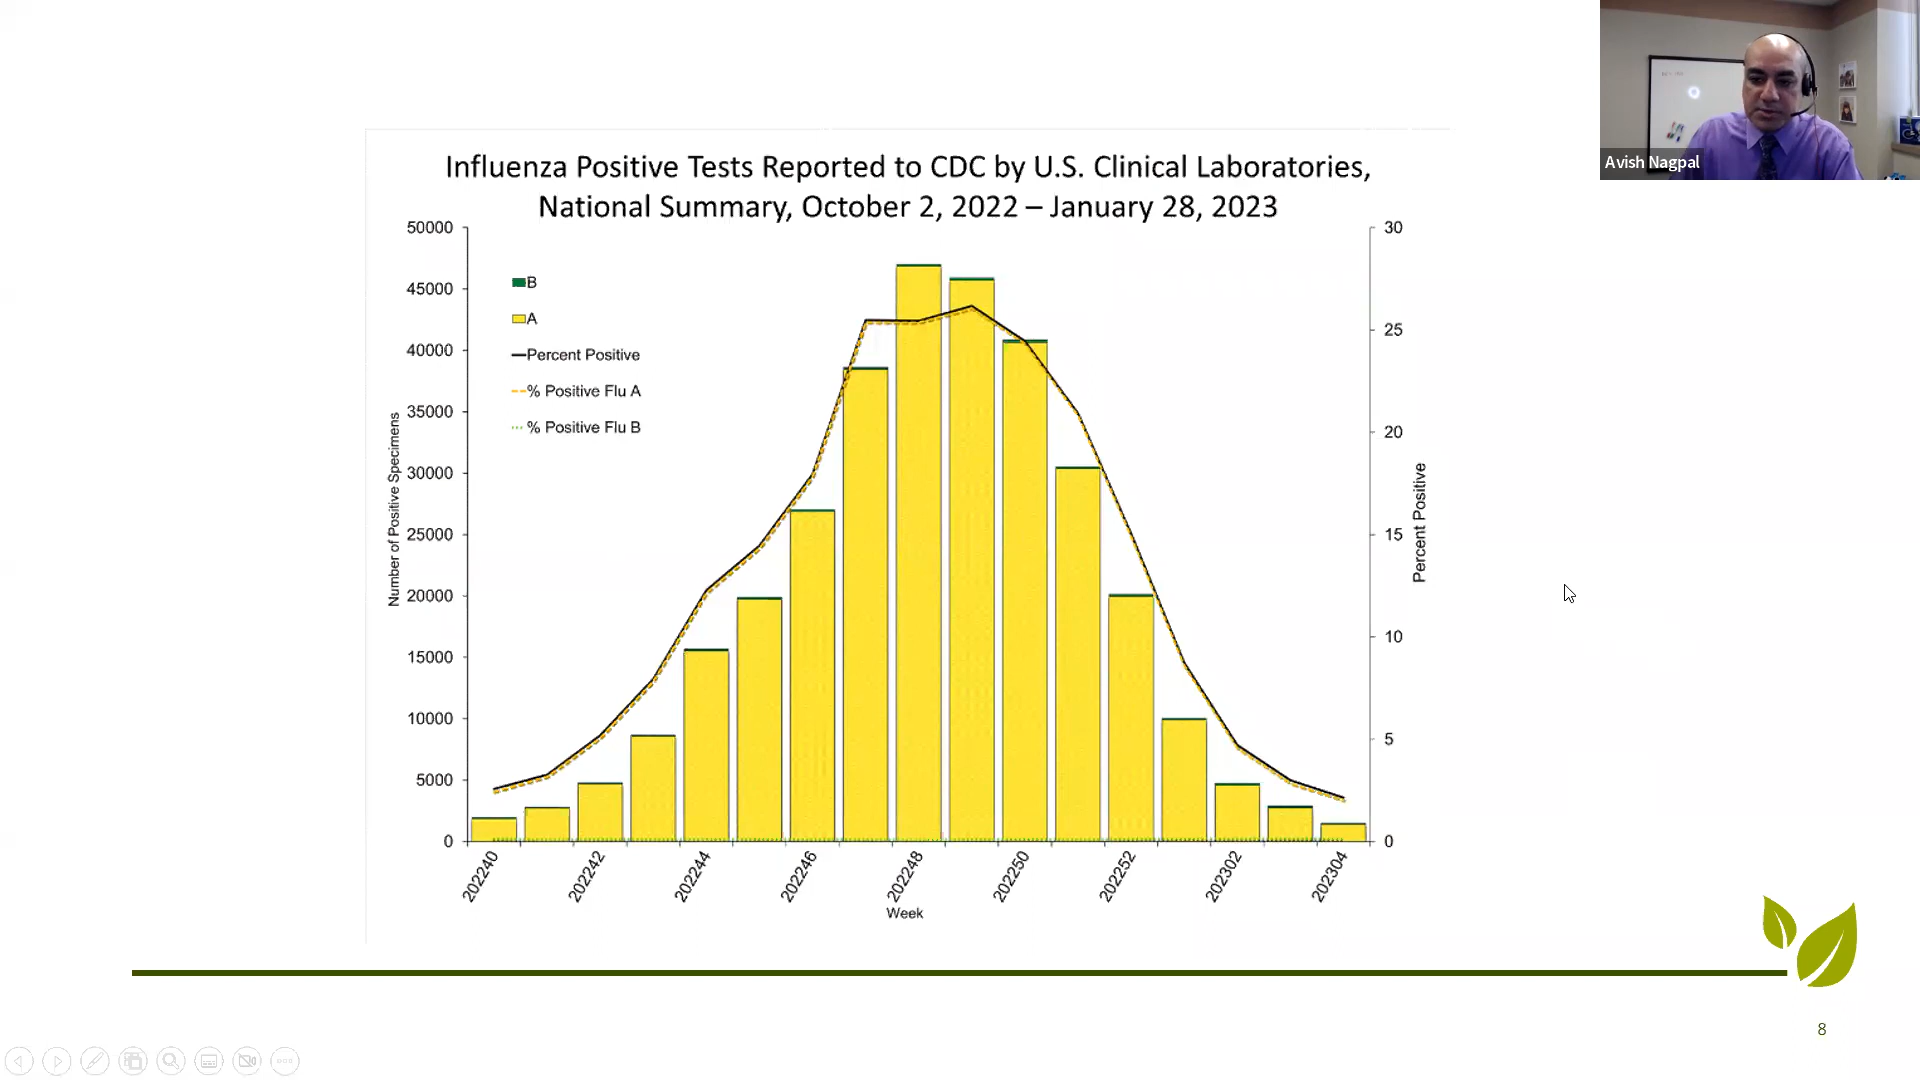 Avish Nagpal
Influenza Positive Tests Reported to CDC by U.S. Clinical Laboratories,
National Summary, October 2, 2022 – January 28, 2023
B
A
Percent Positive
% Positive Flu A
% Positive Flu B
Number of Positive Specimens
50000
45000
40000
35000
30000
25000
20000
15000
10000
5000
0
30
25
20
15
10
5
0
Percent Positive
202240
202242
202244
202246
202248
202250
202252
202302
202304
Week
8